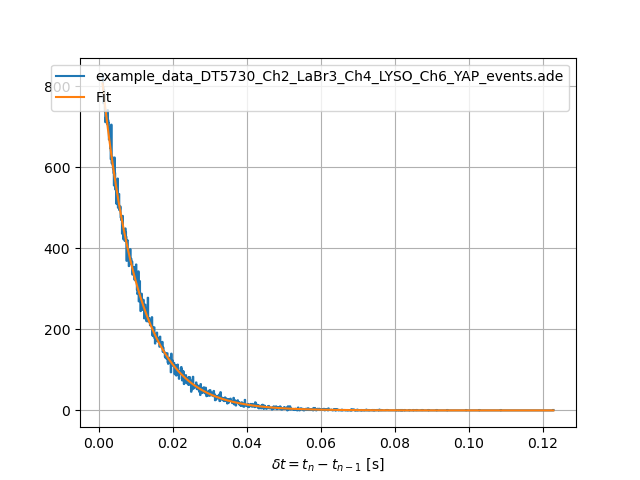 example_data_DT5730_Ch2_LaBr3_Ch4_LYSO_Ch6_YAP_events.ade
Fit
800
600
400
200
0
0.00 0.02 0.04 0.06 0.08 0.10 0.12
δt = tₙ − tₙ₋₁ [s]